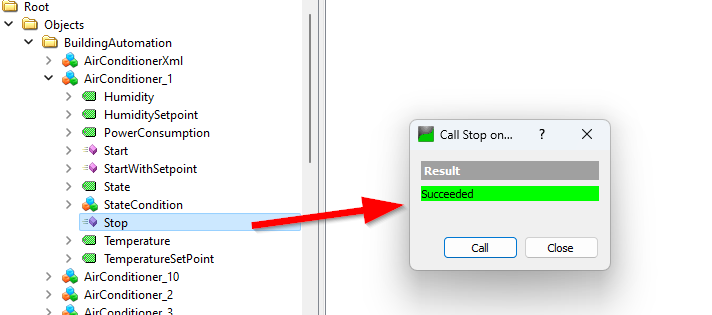 Root
Objects
BuildingAutomation
AirConditionerXml
AirConditioner_1
Humidity
HumiditySetpoint
PowerConsumption
Start
StartWithSetpoint
State
StateCondition
Stop
Temperature
TemperatureSetPoint
AirConditioner_10
AirConditioner_2
AirConditioner_3
Call Stop on... ?
Result
Succeeded
Call Close